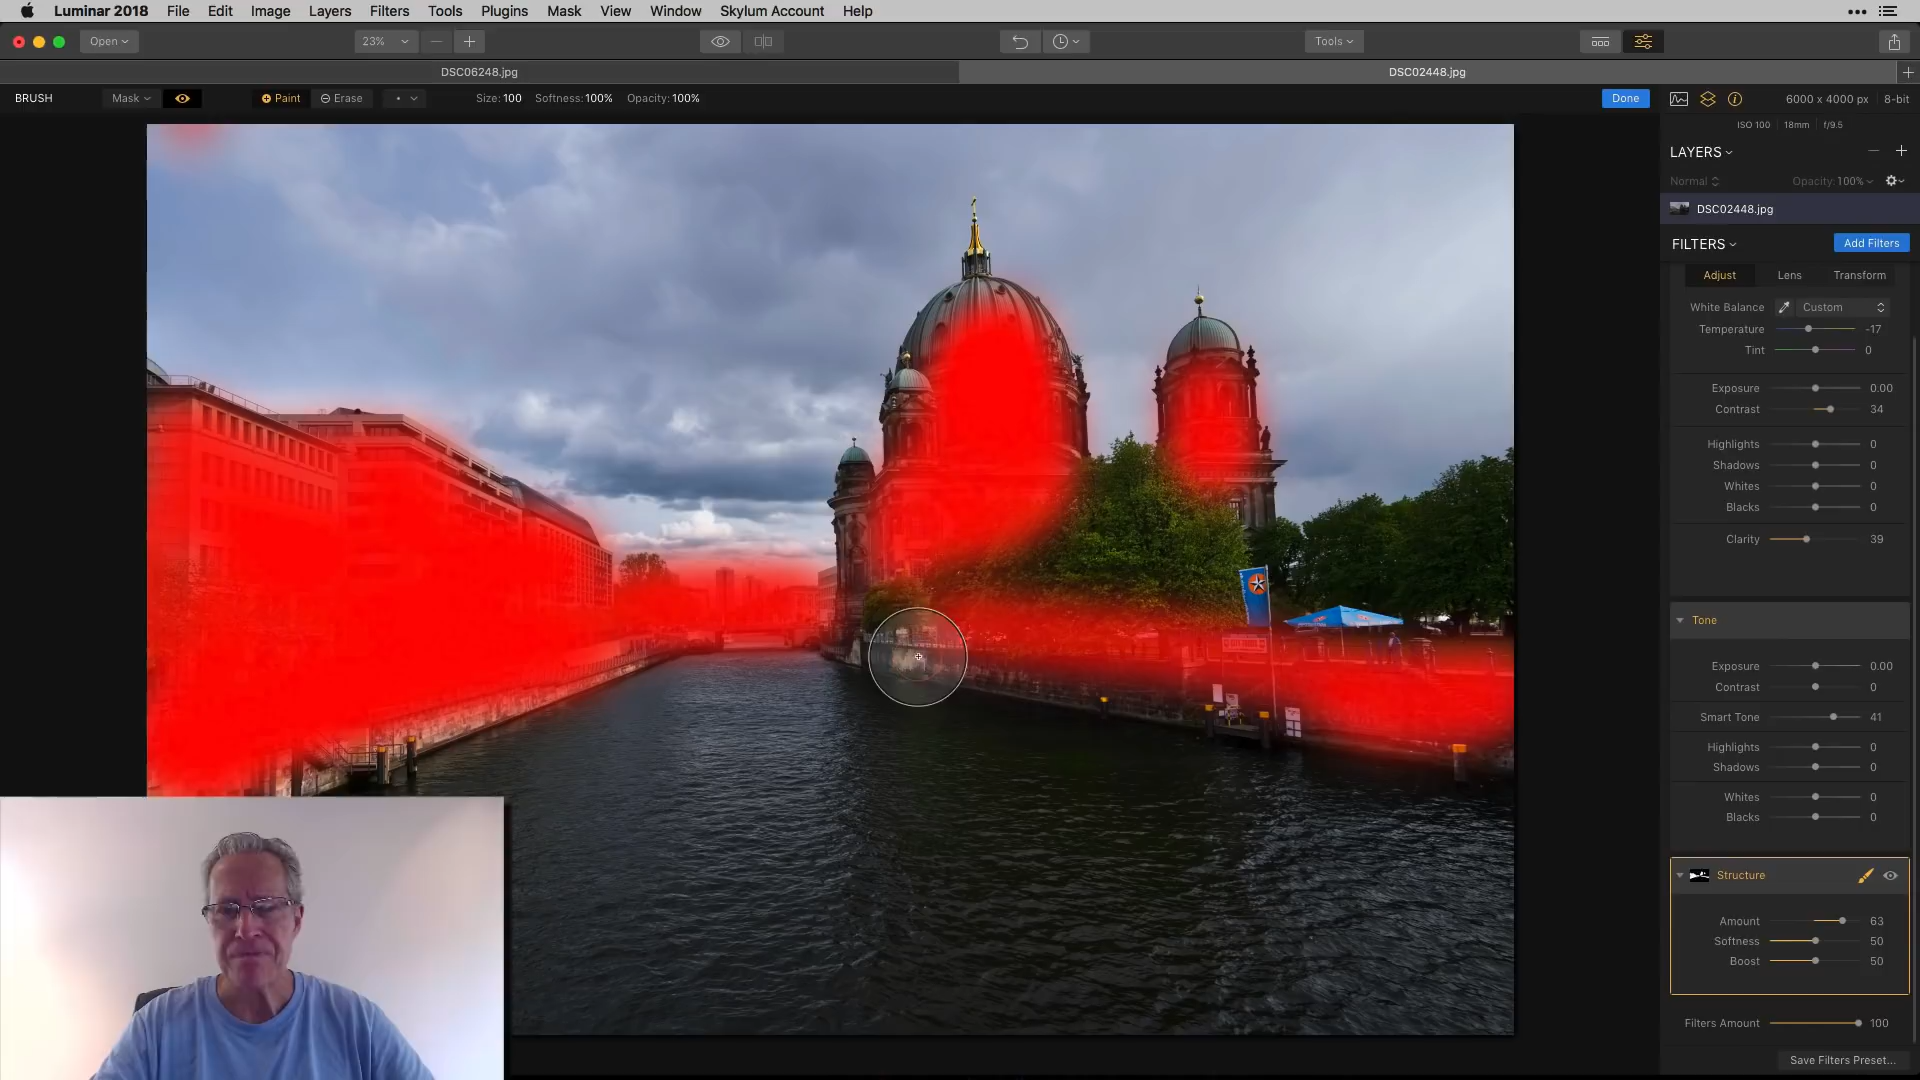 Luminar 2018 File Edit Image Layers Filters Tools Plugins Mask View Window Skylum Account Help
Open 23% Tools
DSC06248.jpg DSC02448.jpg
BRUSH Mask Paint Erase Size: 100 Softness: 100% Opacity: 100% Done 6000 x 4000 px 8-bit
ISO 100 18mm f/9.5
LAYERS
Normal Opacity: 100%
DSC02448.jpg
FILTERS Add Filters
Adjust Lens Transform
White Balance Custom
Temperature -17
Tint 0
Exposure 0.00
Contrast 34
Highlights 0
Shadows 0
Whites 0
Blacks 0
Clarity 39
Tone
Exposure 0.00
Contrast 0
Smart Tone 41
Highlights 0
Shadows 0
Whites 0
Blacks 0
Structure
Amount 63
Softness 50
Boost 50
Filters Amount 100
Save Filters Preset...